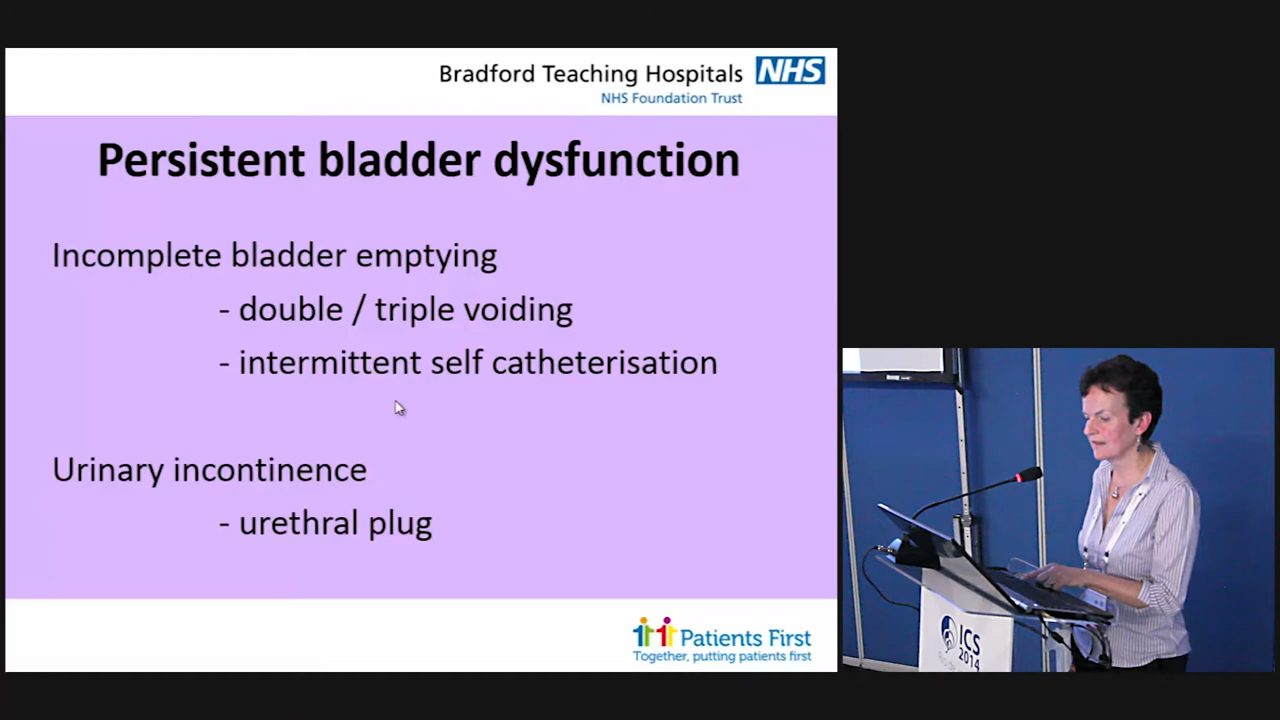 Bradford Teaching Hospitals NHS
NHS Foundation Trust
Persistent bladder dysfunction
Incomplete bladder emptying
- double / triple voiding
- intermittent self catheterisation
Urinary incontinence
- urethral plug
Patients First
Together, putting patients first
ICS
2014